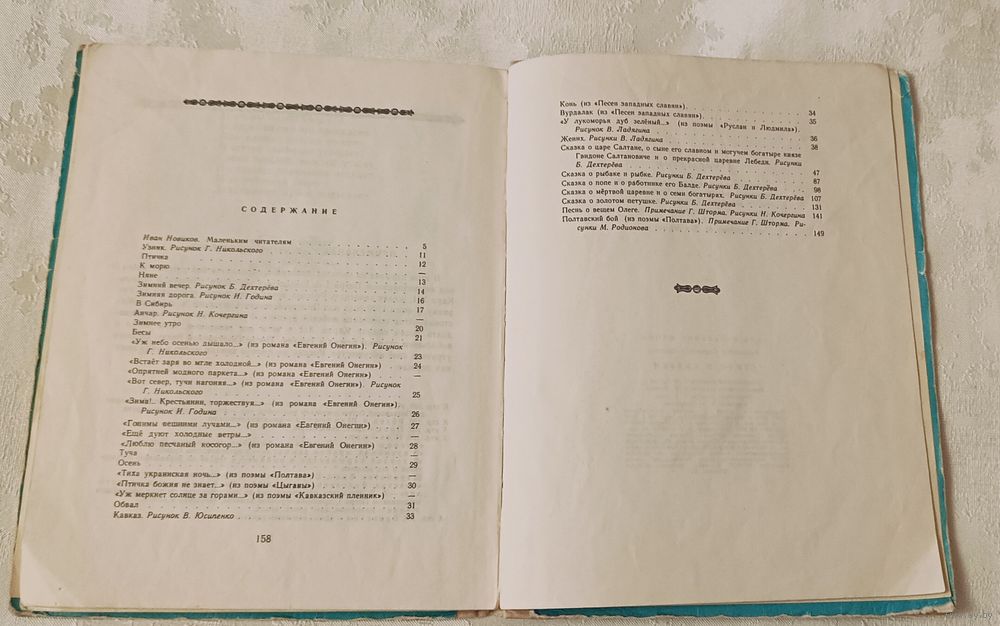 СОДЕРЖАНИЕ
Иван Новиков. Маленьким читателям . . . 5
Узник. Рисунок Г. Никольского . . . 11
Птичка . . . 12
К морю . . . —
Няне . . . 13
Зимний вечер. Рисунок Б. Дехтерёва . . . 14
Зимняя дорога. Рисунок И. Година . . . 16
В Сибирь . . . 17
Анчар. Рисунок Н. Кочергина . . . —
Зимнее утро . . . 20
Бесы . . . 21
«Уж небо осенью дышало...» (из романа «Евгений Онегин»). Рисунок
Г. Никольского . . . 23
«Встаёт заря во мгле холодной...» (из романа «Евгений Онегин») . . . 24
«Опрятней модного паркета...» (из романа «Евгений Онегин») . . . —
«Вот север, тучи нагоняя...» (из романа «Евгений Онегин»). Рисунок
Г. Никольского . . . 25
«Зима!.. Крестьянин, торжествуя...» (из романа «Евгений Онегин»).
Рисунок И. Година . . . 26
«Гонимы вешними лучами...» (из романа «Евгений Онегин») . . . 27
«Ещё дуют холодные ветры...» . . . —
«Люблю песчаный косогор...» (из романа «Евгений Онегин») . . . 28
Туча . . . —
Осень . . . 29
«Тиха украинская ночь...» (из поэмы «Полтава») . . . —
«Птичка божия не знает...» (из поэмы «Цыганы») . . . 30
«Уж меркнет солнце за горами...» (из поэмы «Кавказский пленник») . . . —
Обвал . . . 31
Кавказ. Рисунок В. Юсипенко . . . 33
158
Конь (из «Песен западных славян») . . . 34
Вурдалак (из «Песен западных славян») . . . 35
«У лукоморья дуб зелёный...» (из поэмы «Руслан и Людмила»).
Рисунок В. Ладягина . . . 36
Жених. Рисунки В. Ладягина . . . 38
Сказка о царе Салтане, о сыне его славном и могучем богатыре князе
Гвидоне Салтановиче и о прекрасной царевне Лебеди. Рисунки
Б. Дехтерёва . . . 47
Сказка о рыбаке и рыбке. Рисунки Б. Дехтерёва . . . 87
Сказка о попе и о работнике его Балде. Рисунки Б. Дехтерёва . . . 98
Сказка о мёртвой царевне и о семи богатырях. Рисунки Б. Дехтерёва . . . 107
Сказка о золотом петушке. Рисунки Б. Дехтерёва . . . 131
Песнь о вещем Олеге. Примечание Г. Шторма. Рисунки Н. Кочергина . . . 141
Полтавский бой (из поэмы «Полтава»). Примечание Г. Шторма. Ри-
сунки М. Родионова . . . 149